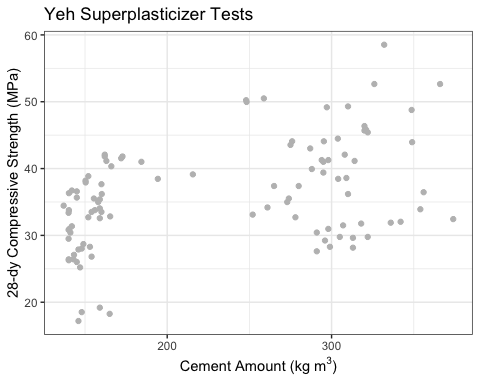 Yeh Superplasticizer Tests
60
50
40
30
20
28-dy Compressive Strength (MPa)
200
300
Cement Amount (kg m³)